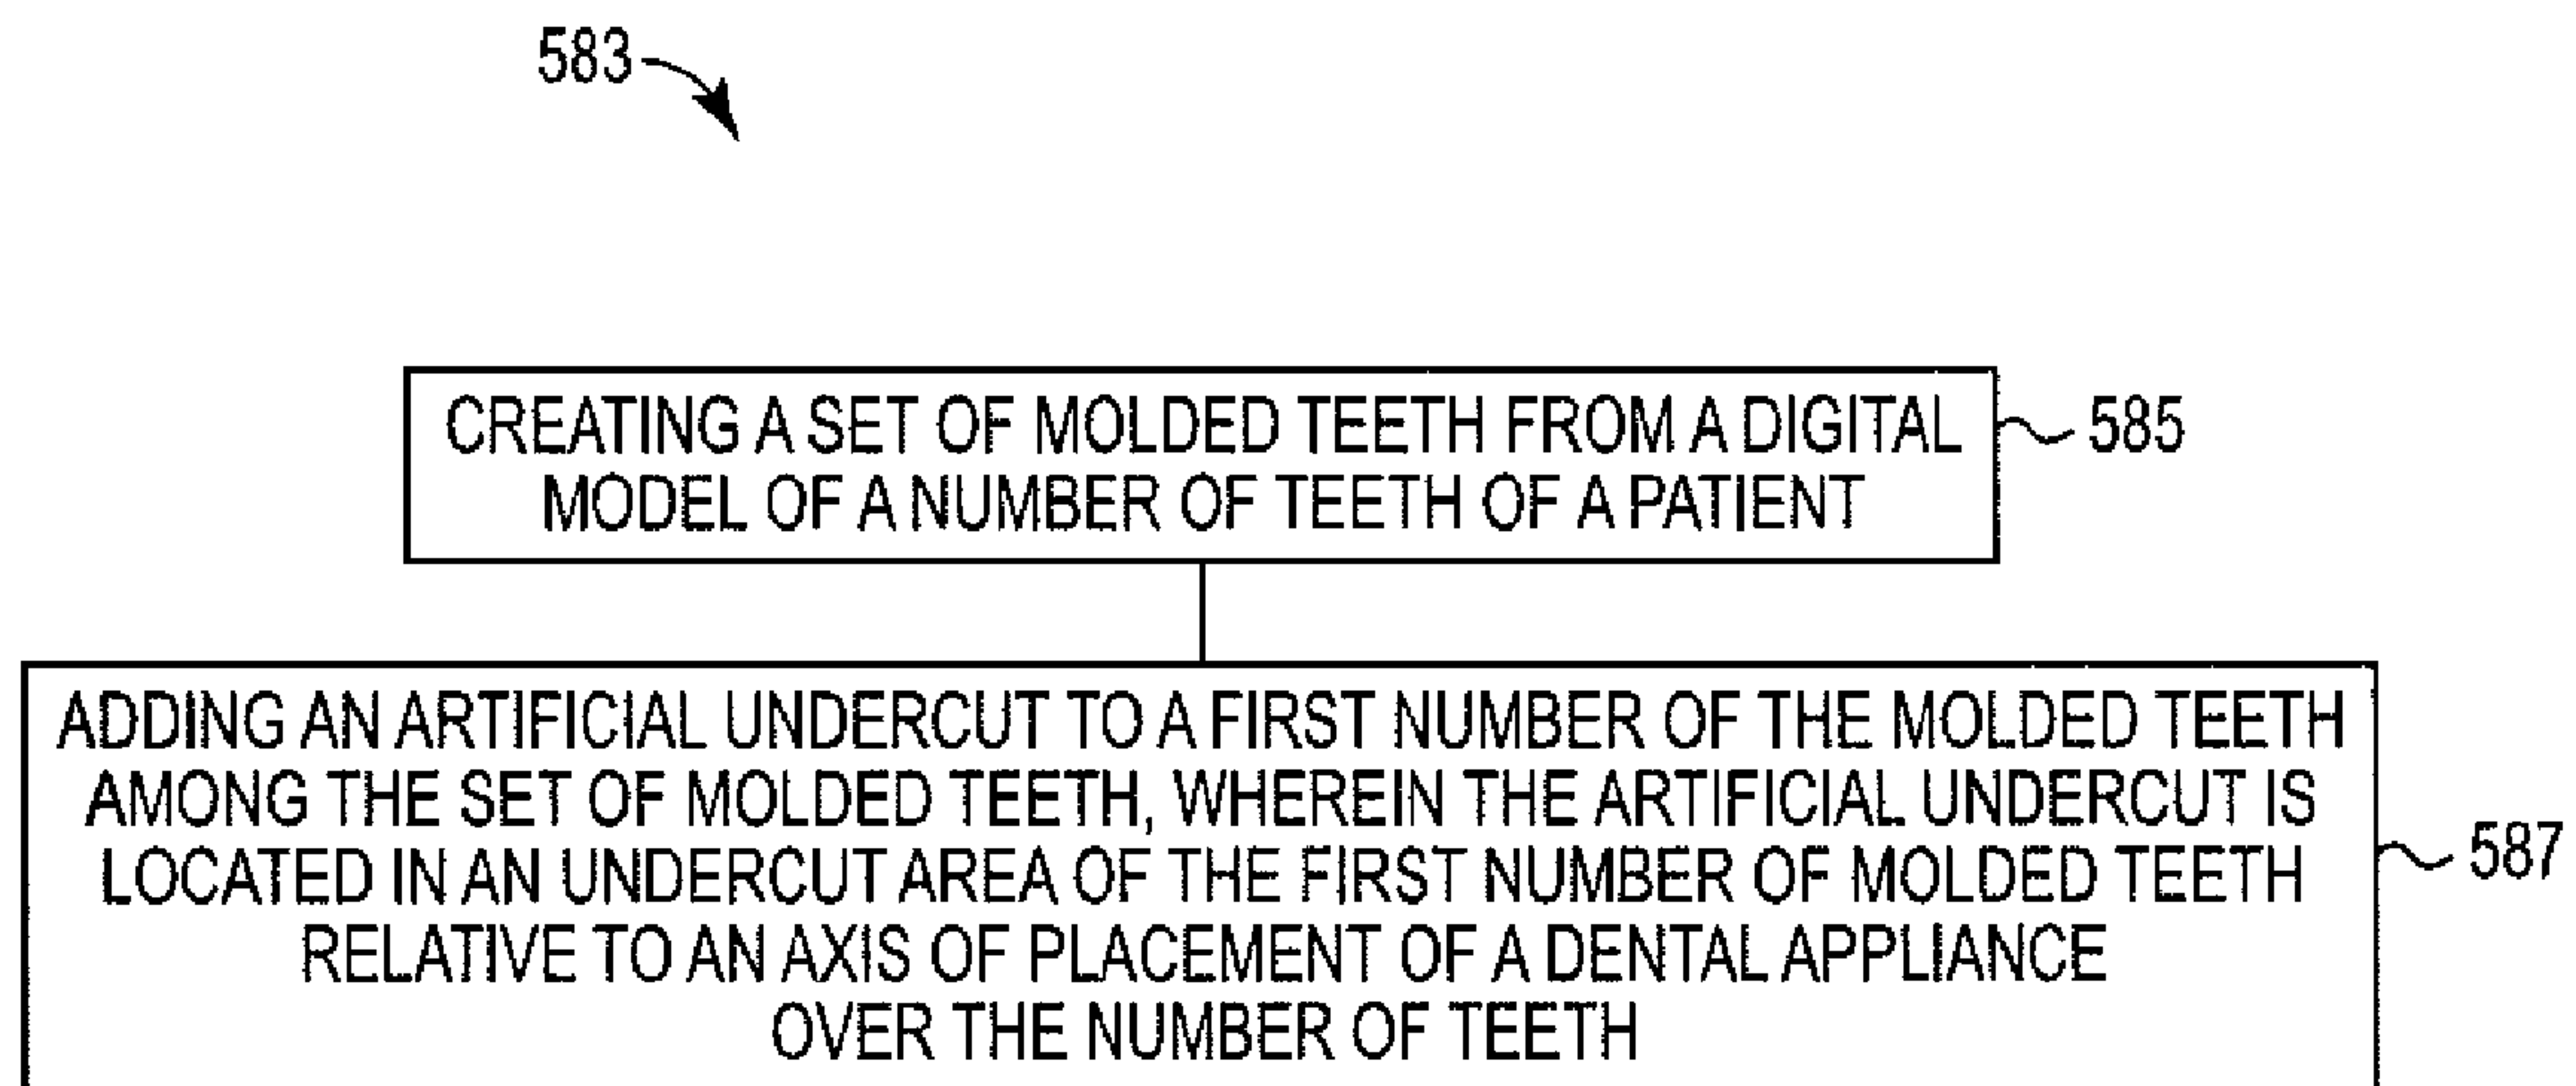 583
CREATING A SET OF MOLDED TEETH FROM A DIGITAL
MODEL OF A NUMBER OF TEETH OF A PATIENT
585
ADDING AN ARTIFICIAL UNDERCUT TO A FIRST NUMBER OF THE MOLDED TEETH
AMONG THE SET OF MOLDED TEETH, WHEREIN THE ARTIFICIAL UNDERCUT IS
LOCATED IN AN UNDERCUT AREA OF THE FIRST NUMBER OF MOLDED TEETH
RELATIVE TO AN AXIS OF PLACEMENT OF A DENTAL APPLIANCE
OVER THE NUMBER OF TEETH
587